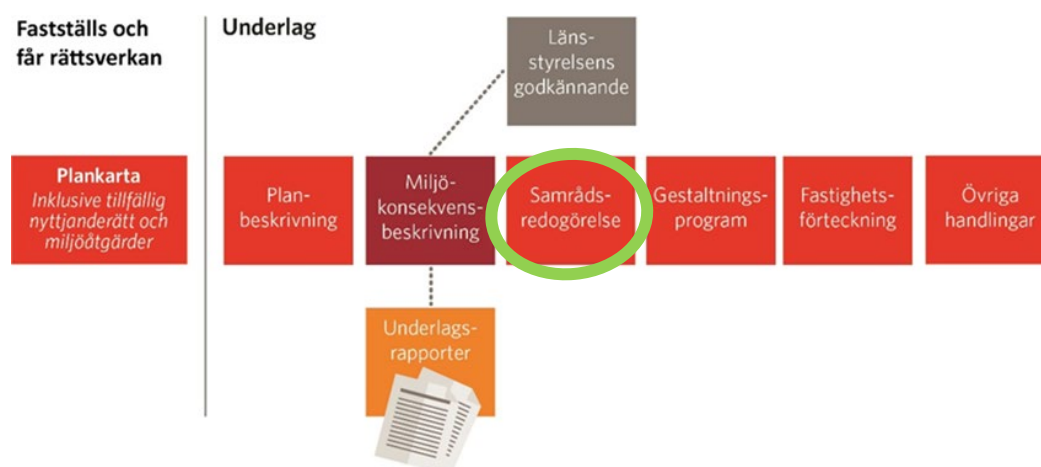 Fastställs och
får rättsverkan
Underlag
Läns-
styrelsens
godkännande
Plankarta
Inklusive tillfällig
nyttjanderätt och
miljöåtgärder
Plan-
beskrivning
Miljö-
konsekvens-
beskrivning
Samråds-
redogörelse
Gestaltnings-
program
Fastighets-
förteckning
Övriga
handlingar
Underlags-
rapporter